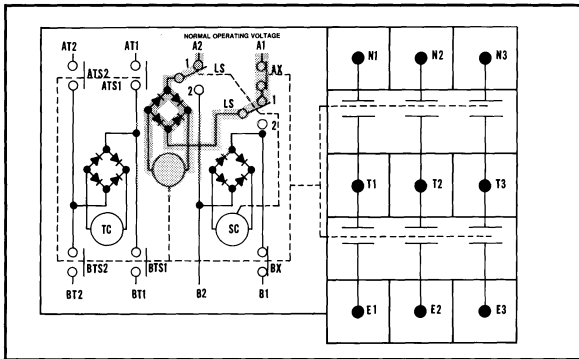 NORMAL OPERATING VOLTAGE
AT2 AT1 A2 A1
N1 N2 N3
ATS2 ATS1 1 LS AX
2 LS 1
2
T1 T2 T3
TC SC
BTS2 BTS1 BX
BT2 BT1 B2 B1
E1 E2 E3